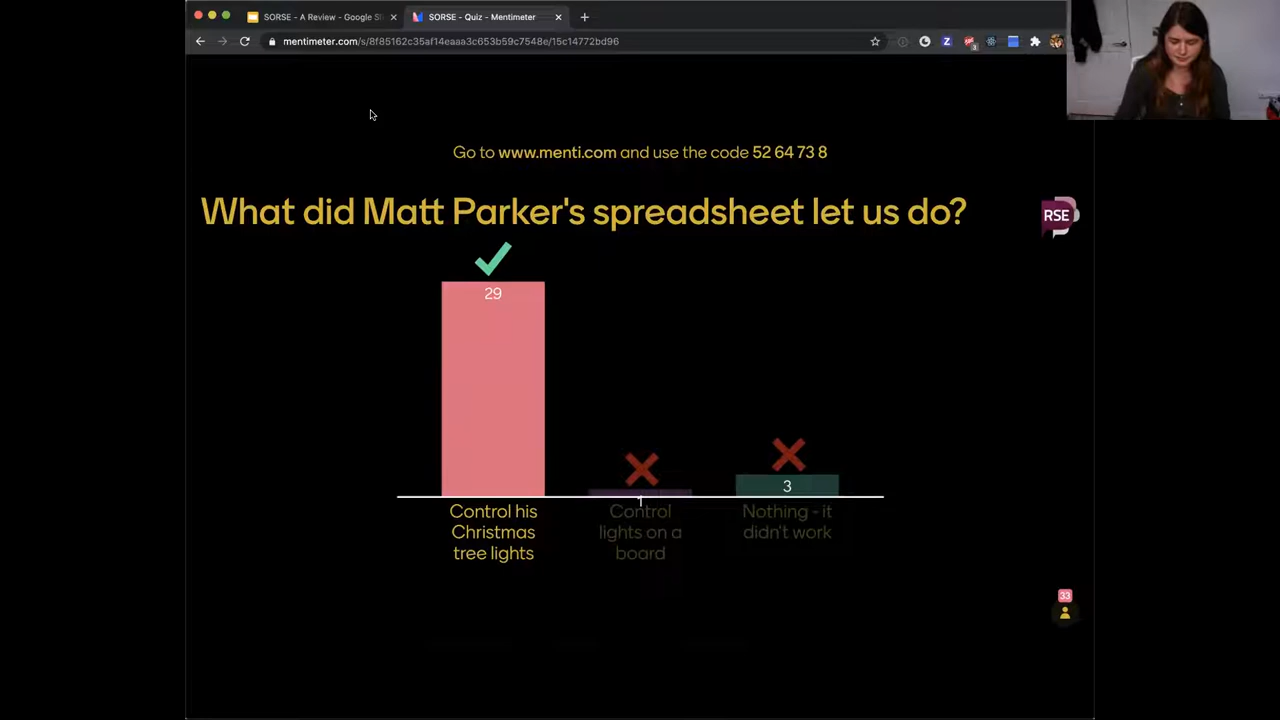 SORSE - A Review - Google Sl
SORSE - Quiz - Mentimeter
mentimeter.com/s/8f85162c35af14eaaa3c653b59c7548e/15c14772bd96
Go to www.menti.com and use the code 52 64 73 8
What did Matt Parker's spreadsheet let us do?
RSE
29
1
3
Control his
Christmas
tree lights
Control
lights on a
board
Nothing - it
didn't work
33